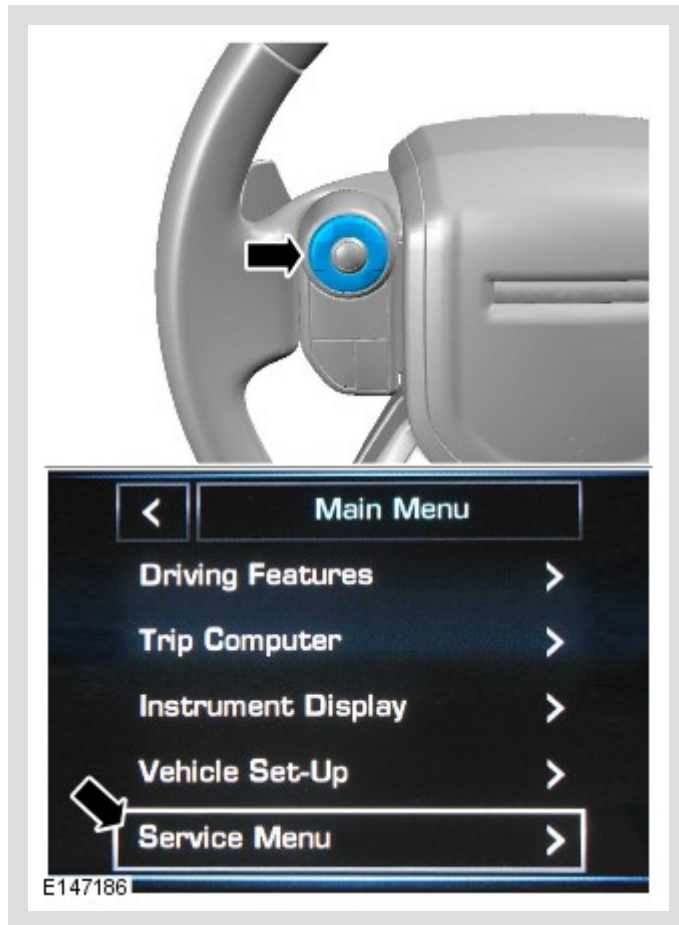 < Main Menu
Driving Features >
Trip Computer >
Instrument Display >
Vehicle Set-Up >
Service Menu >
E147186